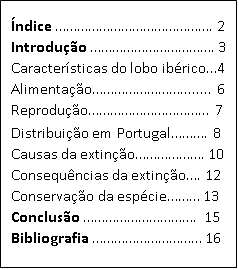 Índice ........................................ 2
Introdução ............................... 3
Características do lobo ibérico...4
Alimentação.............................. 6
Reprodução............................... 7
Distribuição em Portugal.......... 8
Causas da extinção.................. 10
Consequências da extinção.... 12
Conservação da espécie......... 13
Conclusão ............................ 15
Bibliografia ............................ 16